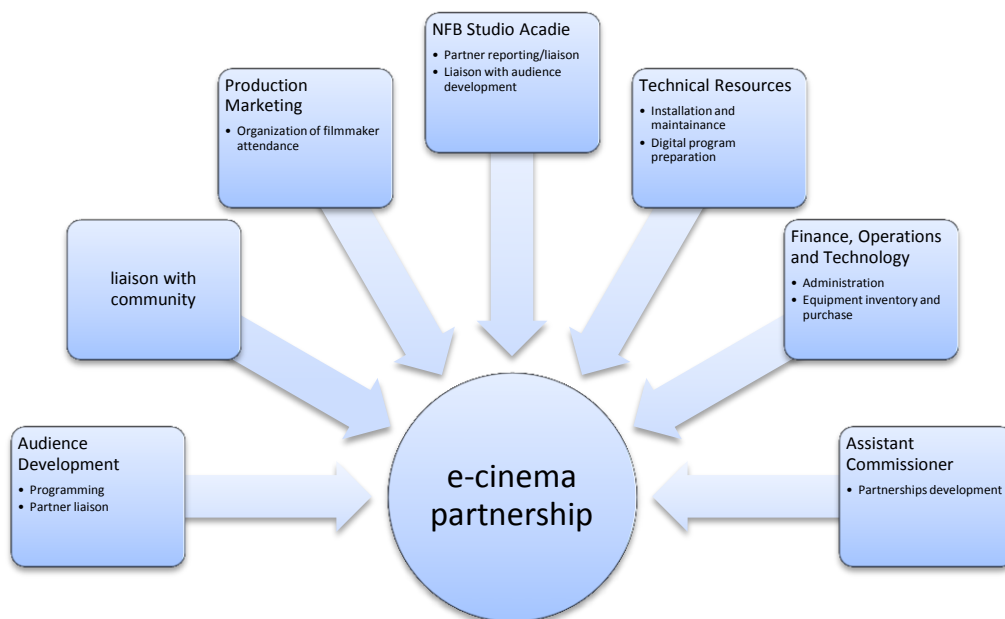 NFB Studio Acadie
• Partner reporting/liaison
• Liaison with audience
development
Production
Marketing
• Organization of filmmaker
attendance
Technical Resources
• Installation and
maintainance
• Digital program
preparation
liaison with
community
Finance, Operations
and Technology
• Administration
• Equipment inventory and
purchase
Audience
Development
• Programming
• Partner liaison
e-cinema
partnership
Assistant
Commissioner
• Partnerships development